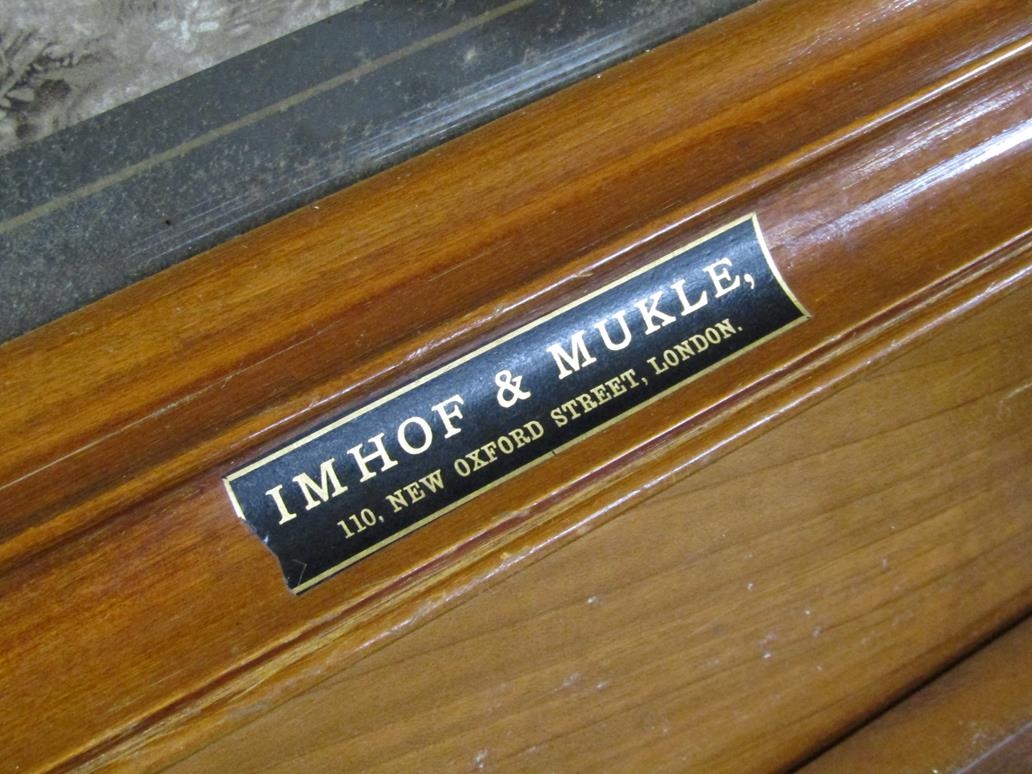 IMHOF & MUKLE,
110, NEW OXFORD STREET, LONDON.